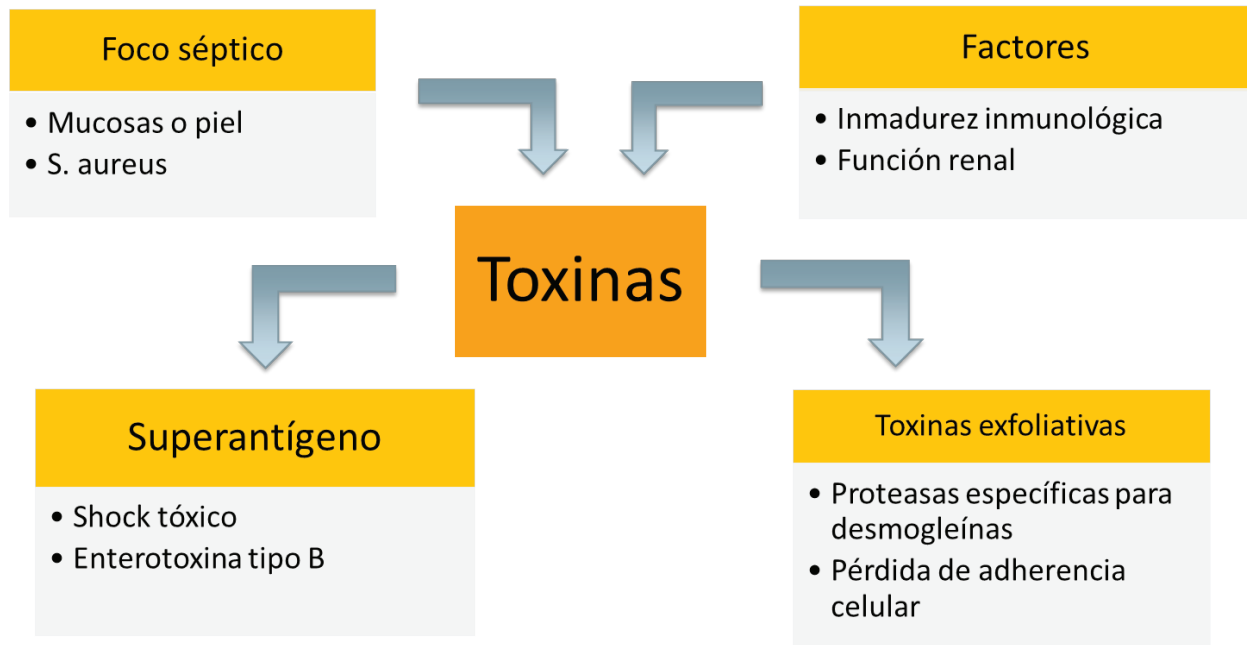 Foco séptico
• Mucosas o piel
• S. aureus
Factores
• Inmadurez inmunológica
• Función renal
Toxinas
Superantígeno
• Shock tóxico
• Enterotoxina tipo B
Toxinas exfoliativas
• Proteasas específicas para
desmogleínas
• Pérdida de adherencia
celular